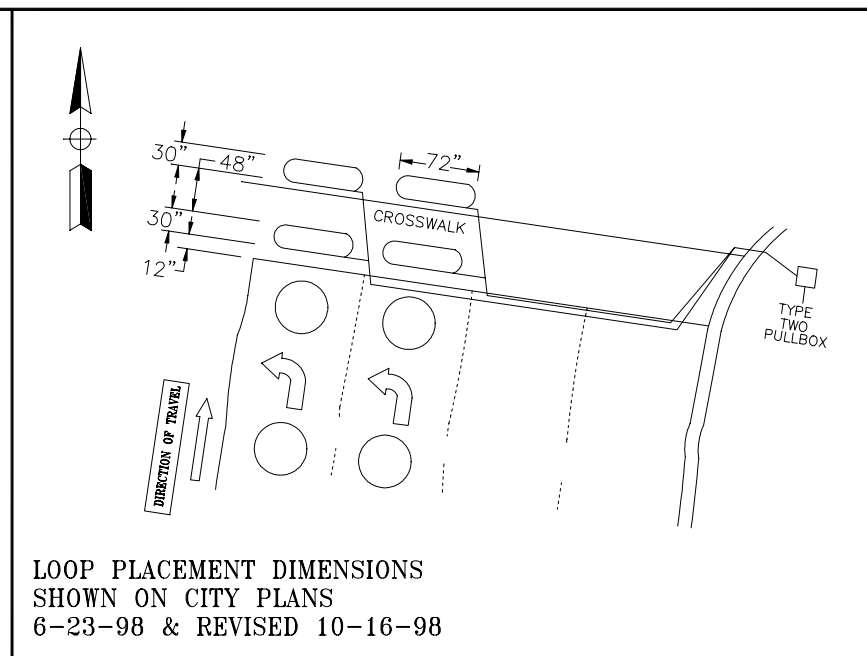 30"
48"
72"
30"
12"
CROSSWALK
TYPE
TWO
PULLBOX
DIRECTION OF TRAVEL
LOOP PLACEMENT DIMENSIONS
SHOWN ON CITY PLANS
6-23-98 & REVISED 10-16-98